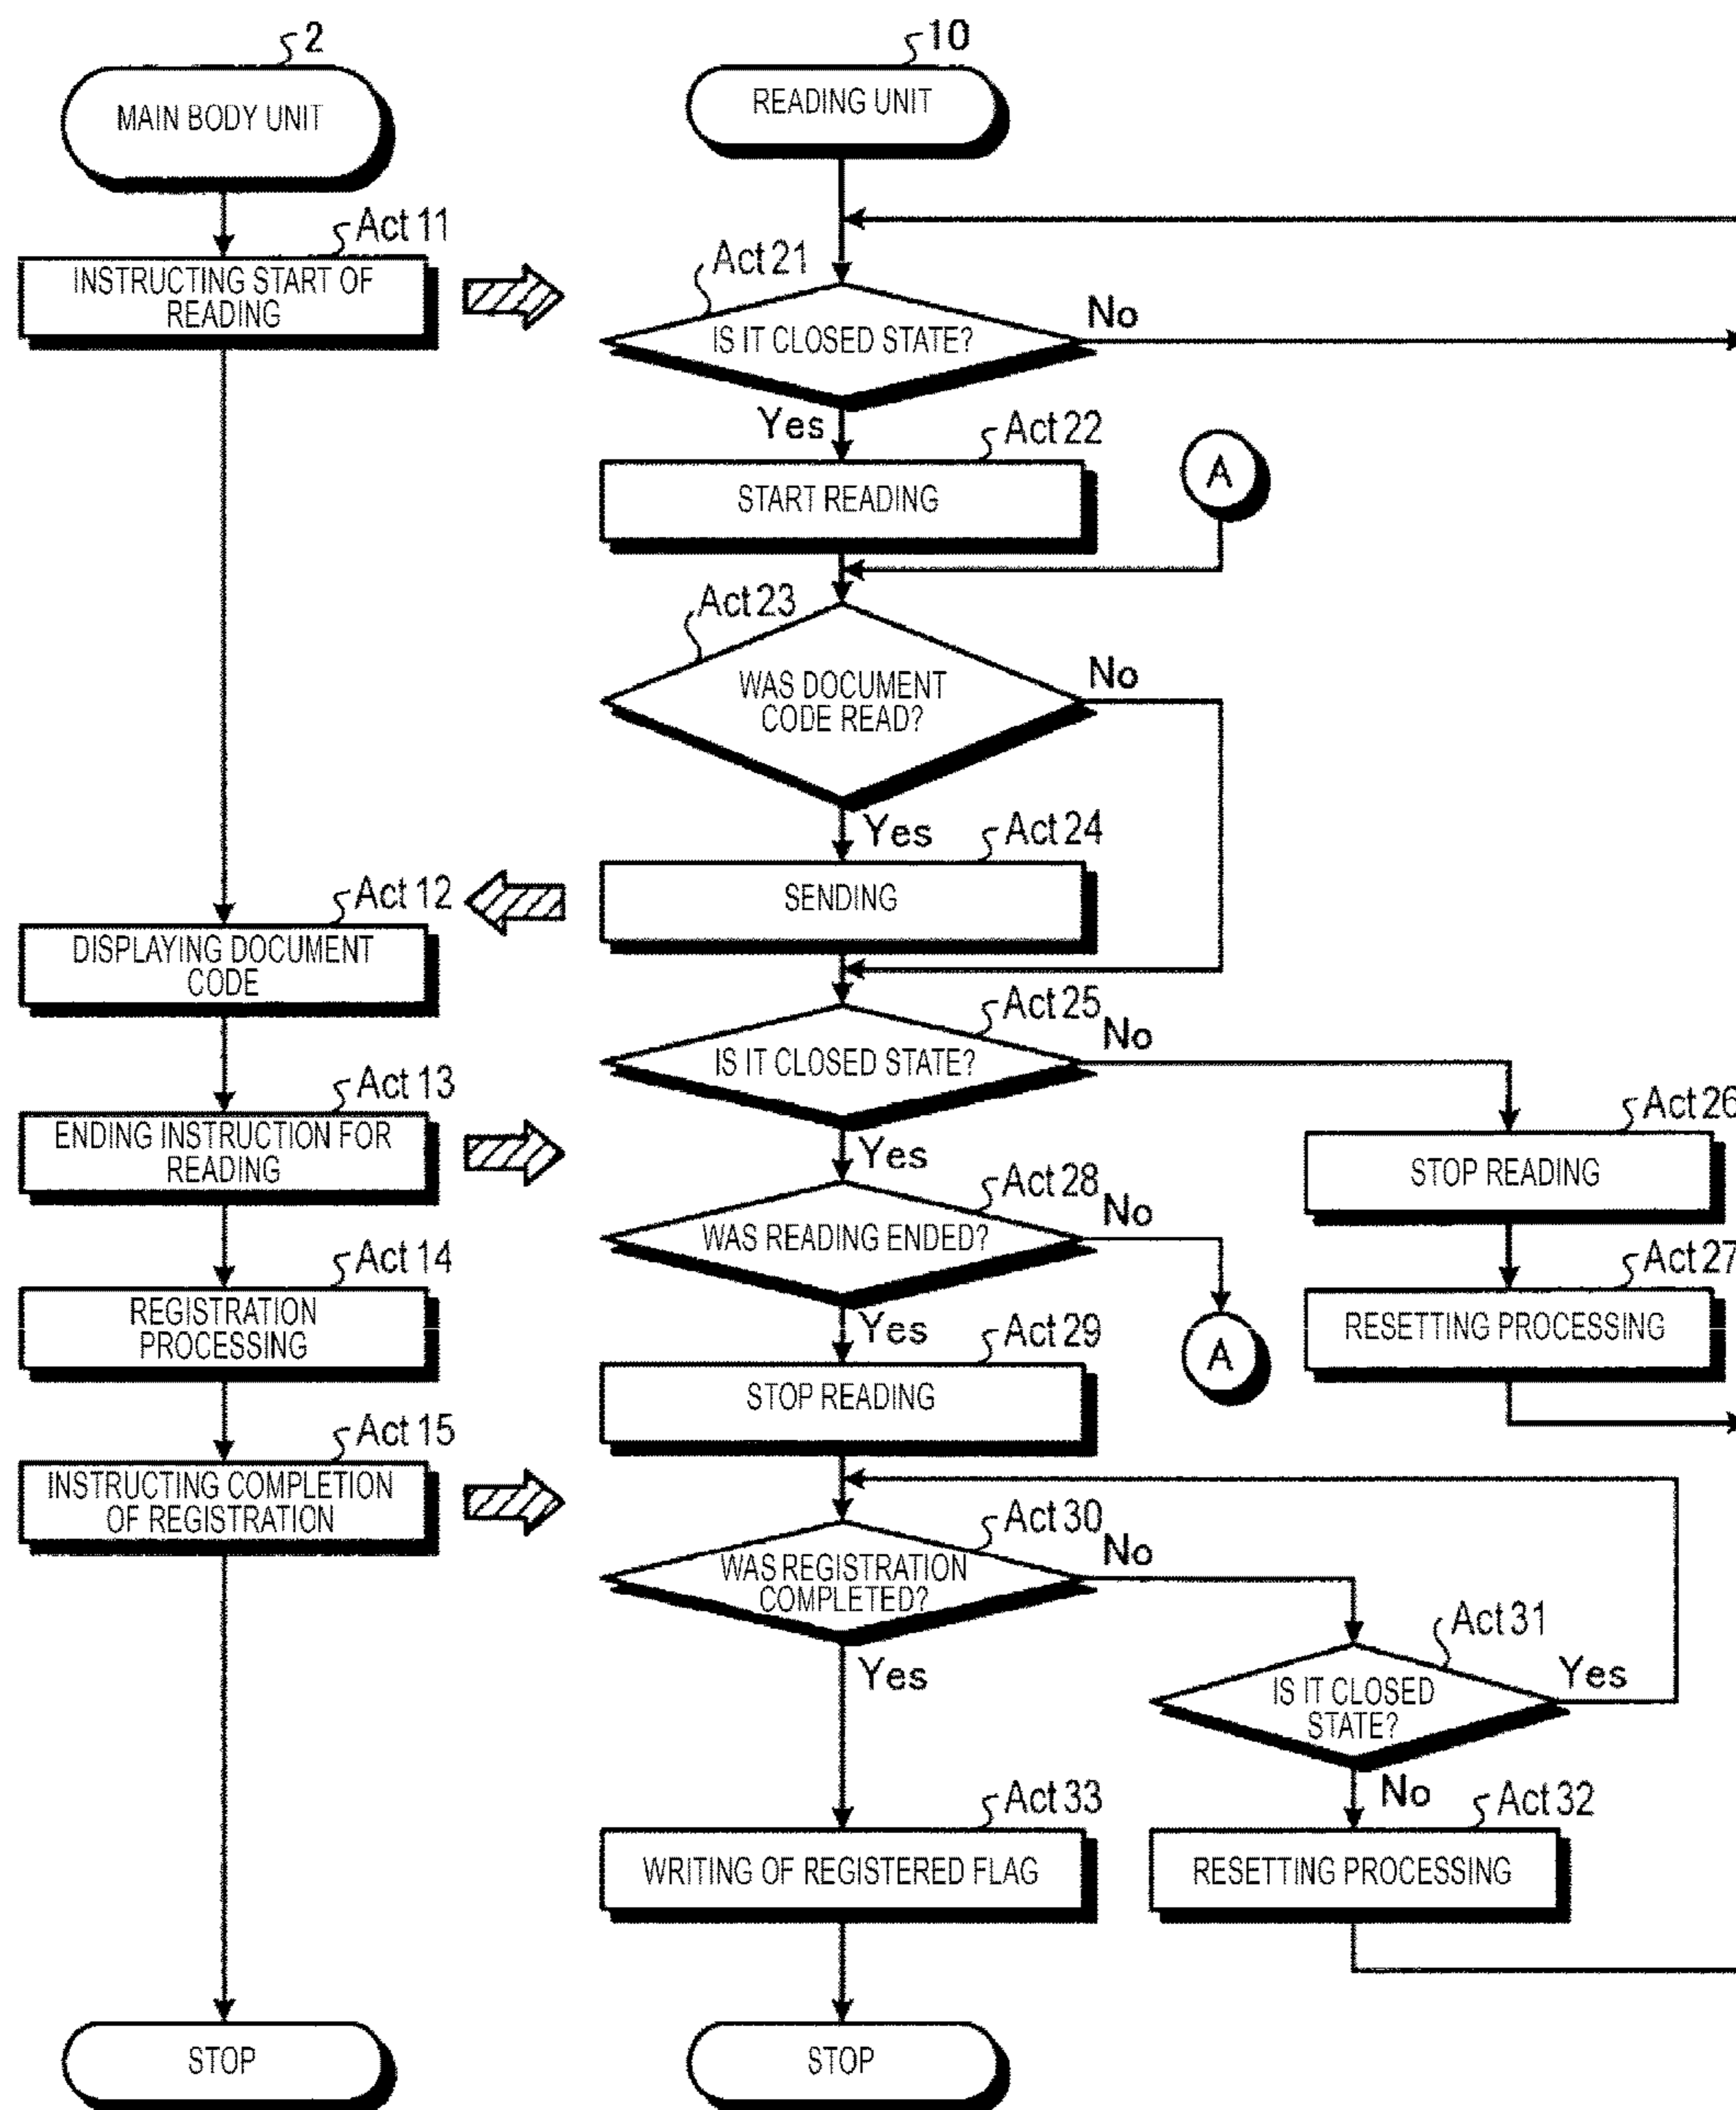 2
MAIN BODY UNIT
10
READING UNIT
Act 11
INSTRUCTING START OF
READING
Act 21
IS IT CLOSED STATE?
No
Yes
Act 22
START READING
A
Act 23
WAS DOCUMENT
CODE READ?
No
Yes
Act 24
SENDING
Act 12
DISPLAYING DOCUMENT
CODE
Act 25
IS IT CLOSED STATE?
No
Yes
Act 26
STOP READING
Act 13
ENDING INSTRUCTION FOR
READING
Act 28
WAS READING ENDED?
No
A
Yes
Act 27
RESETTING PROCESSING
Act 14
REGISTRATION
PROCESSING
Act 29
STOP READING
Act 15
INSTRUCTING COMPLETION
OF REGISTRATION
Act 30
WAS REGISTRATION
COMPLETED?
No
Yes
Act 31
IS IT CLOSED
STATE?
Yes
No
Act 33
WRITING OF REGISTERED FLAG
Act 32
RESETTING PROCESSING
STOP
STOP